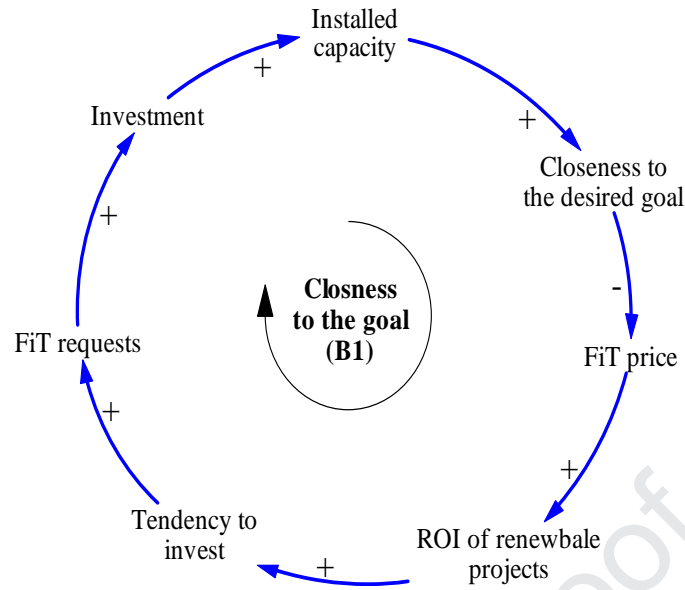 Installed
capacity
+
+
Investment
Closeness to
the desired goal
+
-
Closness
to the goal
(B1)
FiT requests
FiT price
+
+
Tendency to
invest
+
ROI of renewbale
projects
oof